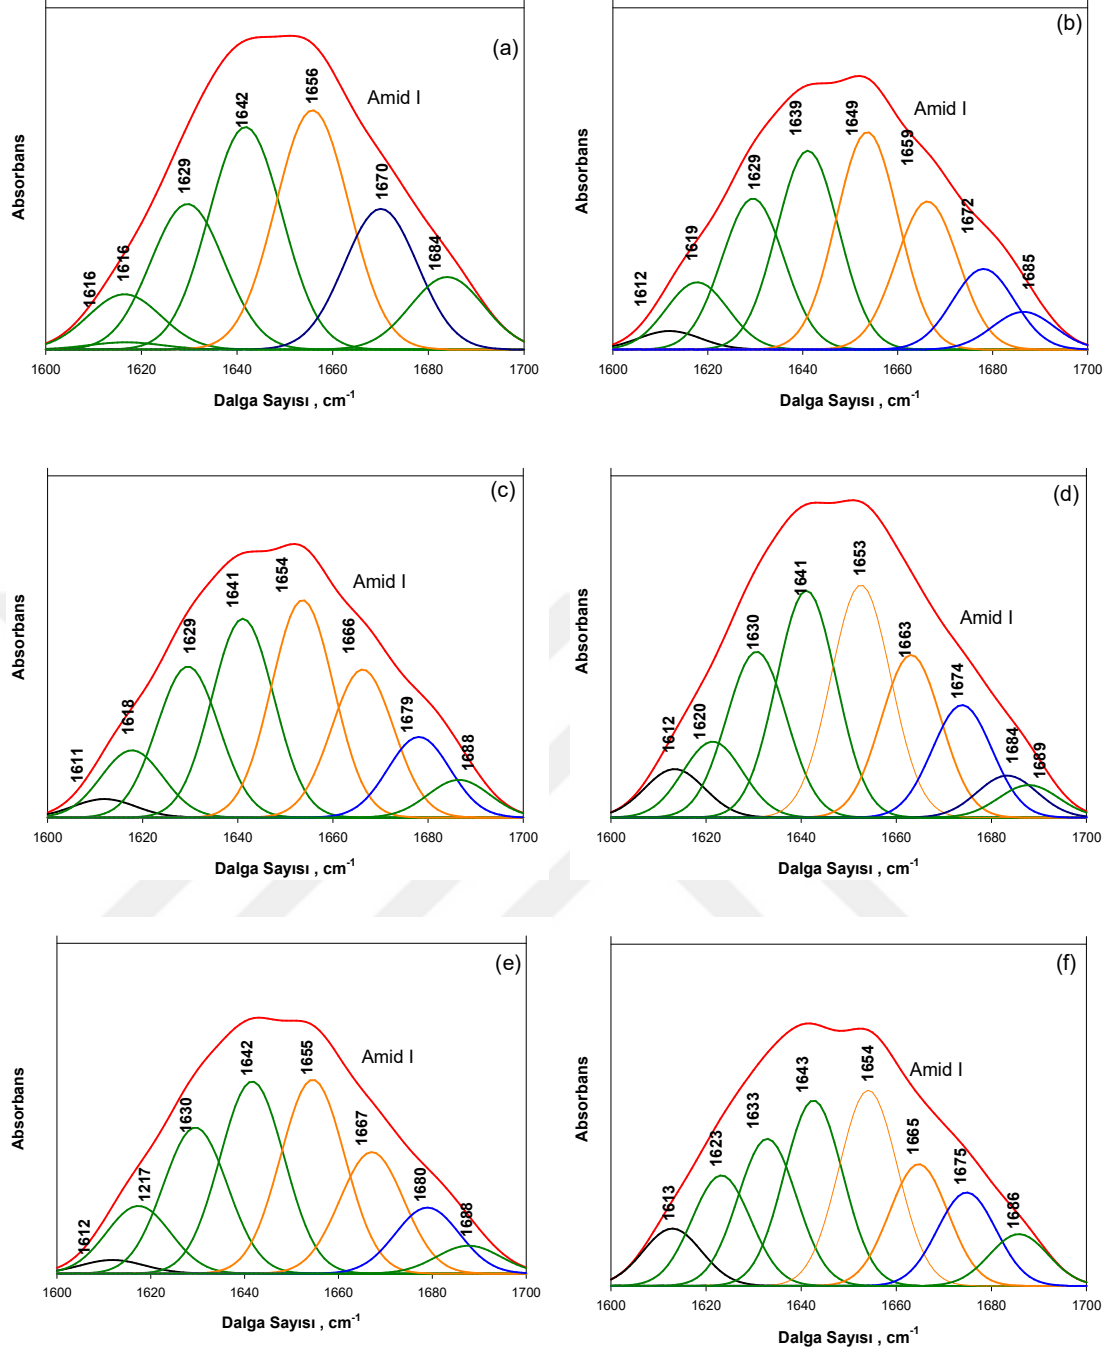 (a)
Amid I
1616
1616
1629
1642
1656
1670
1684
Absorbans
1600 1620 1640 1660 1680 1700
Dalga Sayısı , cm-1
(b)
Amid I
1612
1619
1629
1639
1649
1659
1672
1685
Absorbans
1600 1620 1640 1660 1680 1700
Dalga Sayısı , cm-1
(c)
Amid I
1611
1618
1629
1641
1654
1666
1679
1688
Absorbans
1600 1620 1640 1660 1680 1700
Dalga Sayısı , cm-1
(d)
Amid I
1612
1620
1630
1641
1653
1663
1674
1684
1689
Absorbans
1600 1620 1640 1660 1680 1700
Dalga Sayısı , cm-1
(e)
Amid I
1612
1217
1630
1642
1655
1667
1680
1688
Absorbans
1600 1620 1640 1660 1680 1700
Dalga Sayısı , cm-1
(f)
Amid I
1613
1623
1633
1643
1654
1665
1675
1686
Absorbans
1600 1620 1640 1660 1680 1700
Dalga Sayısı , cm-1